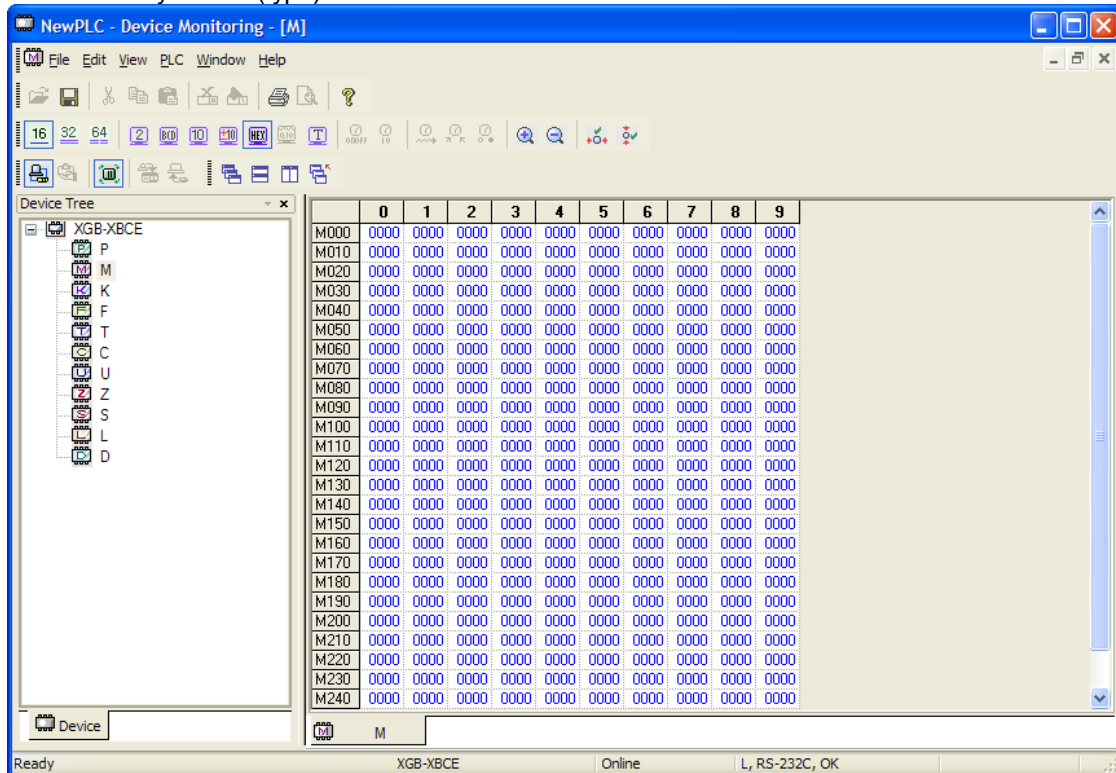 NewPLC - Device Monitoring - [M]
File Edit View PLC Window Help
16 32 64 2 BCD 10 ±10 HEX T
Device Tree
XGB-XBCE
P
M
K
F
T
C
U
Z
S
L
D
0 1 2 3 4 5 6 7 8 9
M000 0000 0000 0000 0000 0000 0000 0000 0000 0000 0000
M010 0000 0000 0000 0000 0000 0000 0000 0000 0000 0000
M020 0000 0000 0000 0000 0000 0000 0000 0000 0000 0000
M030 0000 0000 0000 0000 0000 0000 0000 0000 0000 0000
M040 0000 0000 0000 0000 0000 0000 0000 0000 0000 0000
M050 0000 0000 0000 0000 0000 0000 0000 0000 0000 0000
M060 0000 0000 0000 0000 0000 0000 0000 0000 0000 0000
M070 0000 0000 0000 0000 0000 0000 0000 0000 0000 0000
M080 0000 0000 0000 0000 0000 0000 0000 0000 0000 0000
M090 0000 0000 0000 0000 0000 0000 0000 0000 0000 0000
M100 0000 0000 0000 0000 0000 0000 0000 0000 0000 0000
M110 0000 0000 0000 0000 0000 0000 0000 0000 0000 0000
M120 0000 0000 0000 0000 0000 0000 0000 0000 0000 0000
M130 0000 0000 0000 0000 0000 0000 0000 0000 0000 0000
M140 0000 0000 0000 0000 0000 0000 0000 0000 0000 0000
M150 0000 0000 0000 0000 0000 0000 0000 0000 0000 0000
M160 0000 0000 0000 0000 0000 0000 0000 0000 0000 0000
M170 0000 0000 0000 0000 0000 0000 0000 0000 0000 0000
M180 0000 0000 0000 0000 0000 0000 0000 0000 0000 0000
M190 0000 0000 0000 0000 0000 0000 0000 0000 0000 0000
M200 0000 0000 0000 0000 0000 0000 0000 0000 0000 0000
M210 0000 0000 0000 0000 0000 0000 0000 0000 0000 0000
M220 0000 0000 0000 0000 0000 0000 0000 0000 0000 0000
M230 0000 0000 0000 0000 0000 0000 0000 0000 0000 0000
M240 0000 0000 0000 0000 0000 0000 0000 0000 0000 0000
Device
M
Ready XGB-XBCE Online L, RS-232C, OK